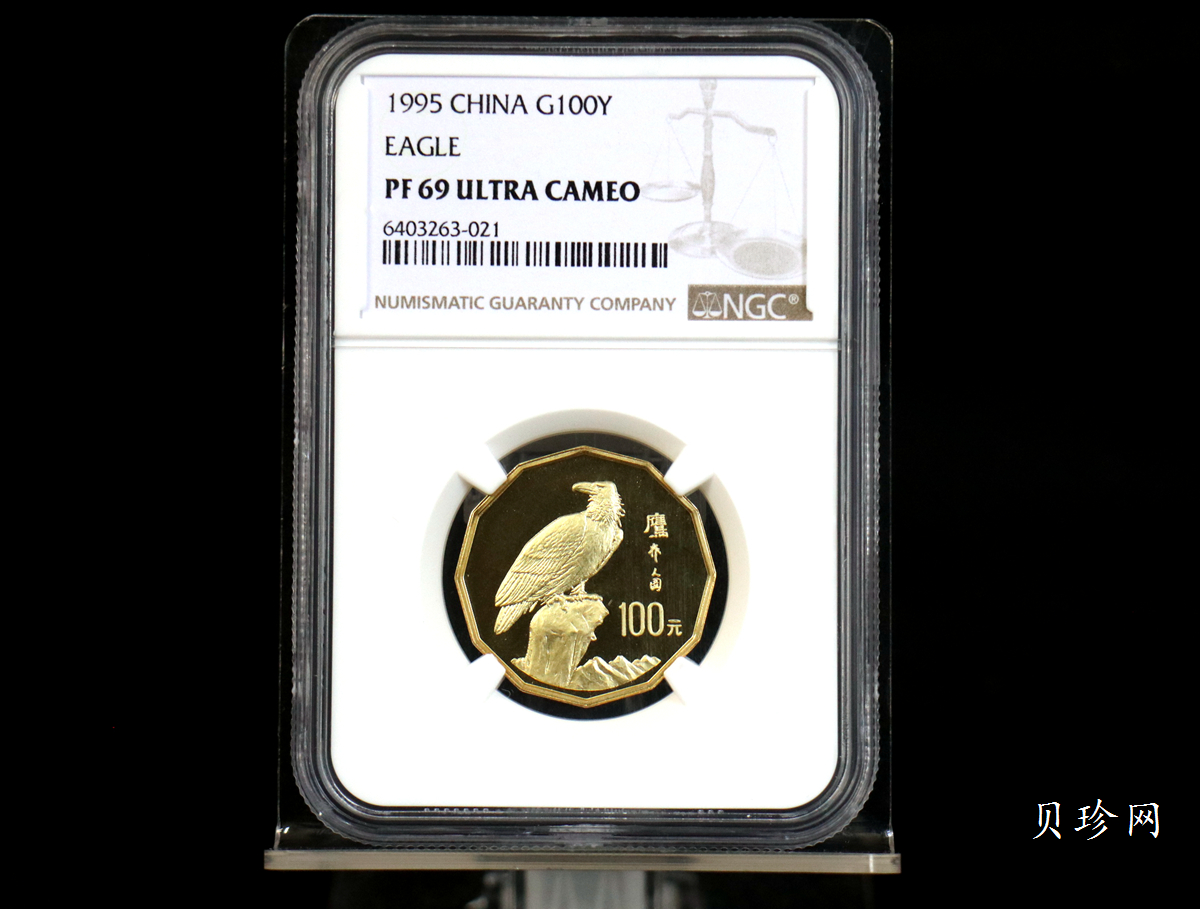 1995 CHINA G100Y
EAGLE
PF 69 ULTRA CAMEO
6403263-021
NUMISMATIC GUARANTY COMPANY NGC®
鹰
100元
贝珍网